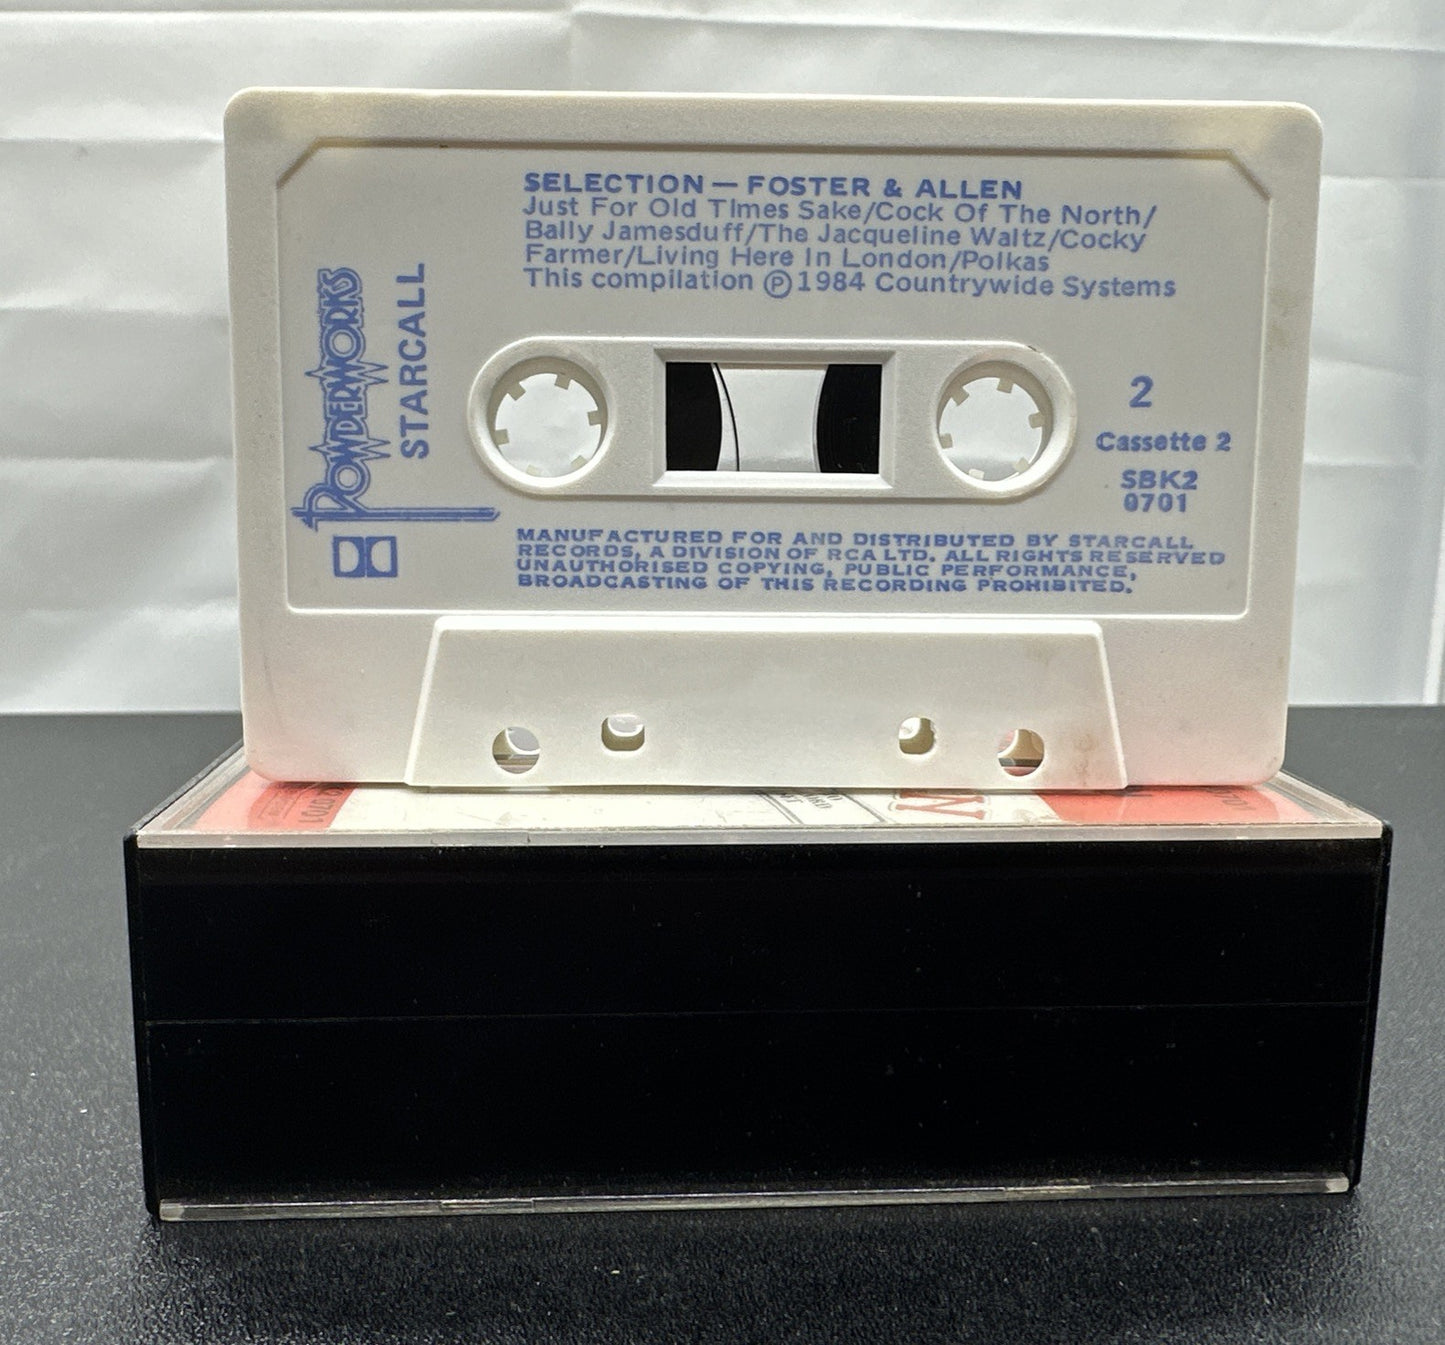 SELECTION — FOSTER & ALLEN
Just For Old Times Sake/Cock Of The North/
Bally Jamesduff/The Jacqueline Waltz/Cocky
Farmer/Living Here In London/Polkas
This compilation Ⓟ 1984 Countrywide Systems
POWDERWORKS
STARCALL
2
Cassette 2
SBK2
0701
MANUFACTURED FOR AND DISTRIBUTED BY STARCALL
RECORDS, A DIVISION OF RCA LTD. ALL RIGHTS RESERVED
UNAUTHORISED COPYING, PUBLIC PERFORMANCE,
BROADCASTING OF THIS RECORDING PROHIBITED.